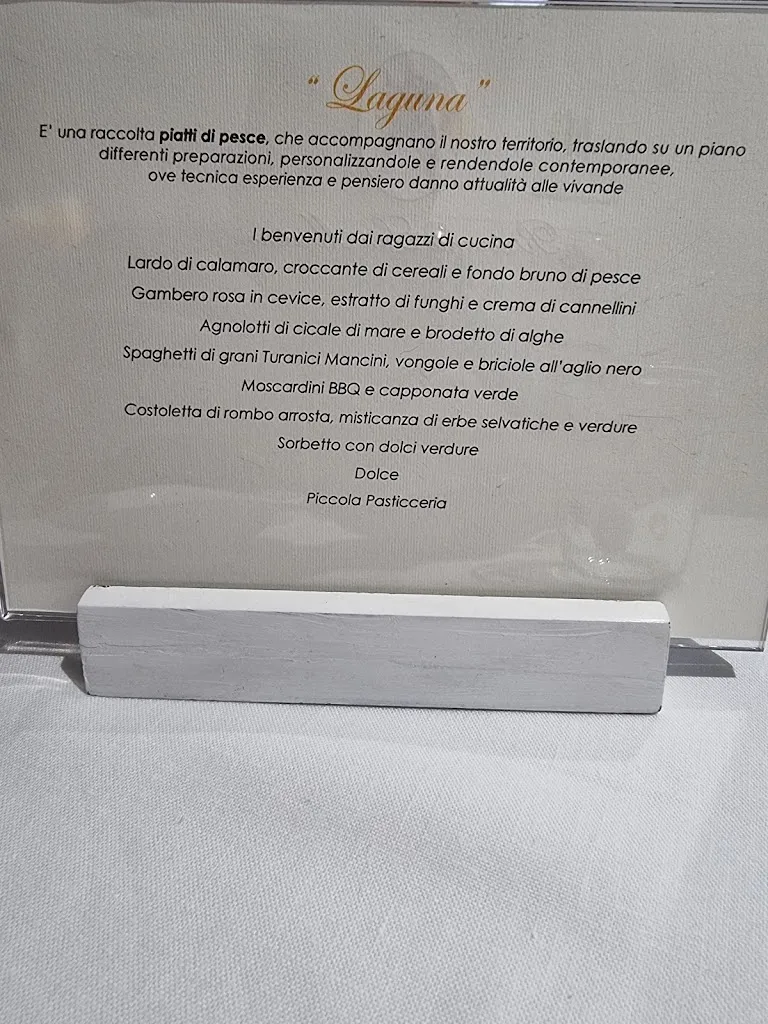 "Laguna"
E' una raccolta piatti di pesce, che accompagnano il nostro territorio, traslando su un piano
differenti preparazioni, personalizzandole e rendendole contemporanee,
ove tecnica esperienza e pensiero danno attualità alle vivande
I benvenuti dai ragazzi di cucina
Lardo di calamaro, croccante di cereali e fondo bruno di pesce
Gambero rosa in cevice, estratto di funghi e crema di cannellini
Agnolotti di cicale di mare e brodetto di alghe
Spaghetti di grani Turanici Mancini, vongole e briciole all'aglio nero
Moscardini BBQ e capponata verde
Costoletta di rombo arrosta, misticanza di erbe selvatiche e verdure
Sorbetto con dolci verdure
Dolce
Piccola Pasticceria